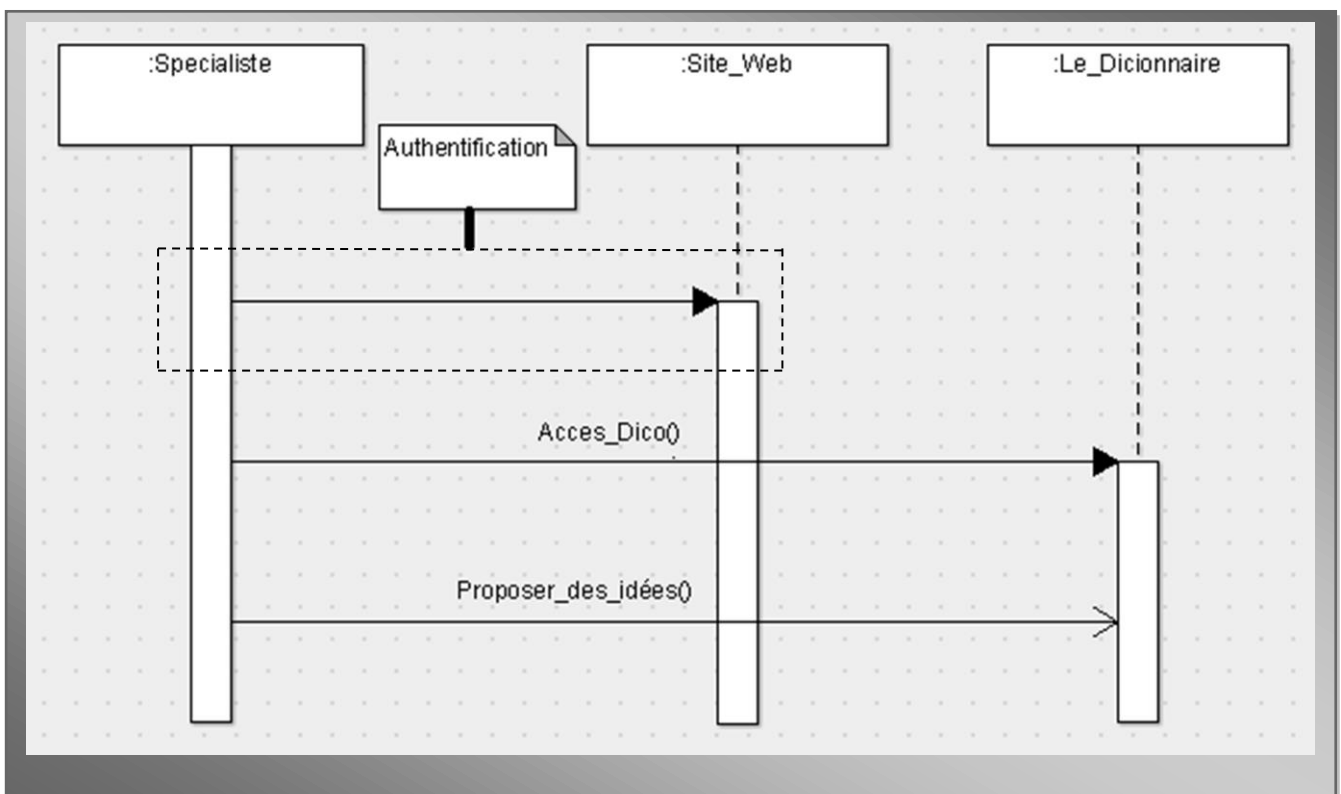 :Specialiste
:Site_Web
:Le_Dicionnaire
Authentification
Acces_Dico()
Proposer_des_idées()